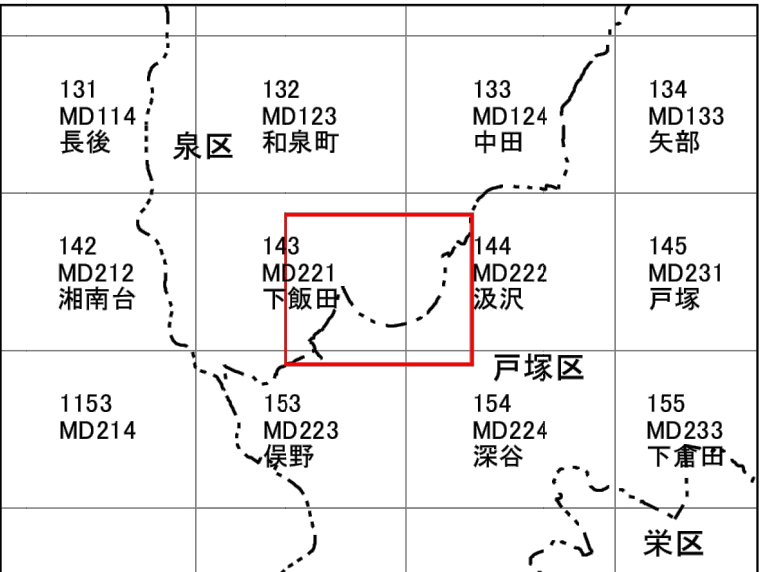 131
MD114
長後
泉区
132
MD123
和泉町
133
MD124
中田
134
MD133
矢部
142
MD212
湘南台
143
MD221
下飯田
144
MD222
汲沢
145
MD231
戸塚
戸塚区
1153
MD214
153
MD223
俣野
154
MD224
深谷
155
MD233
下倉田
栄区